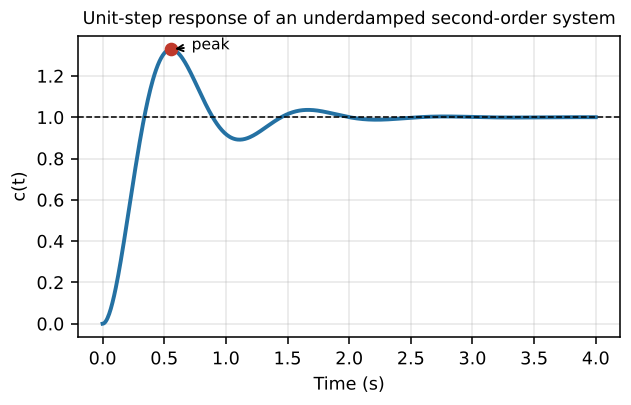 Unit-step response of an underdamped second-order system
peak
1.2
1.0
0.8
0.6
0.4
0.2
0.0
c(t)
0.0 0.5 1.0 1.5 2.0 2.5 3.0 3.5 4.0
Time (s)